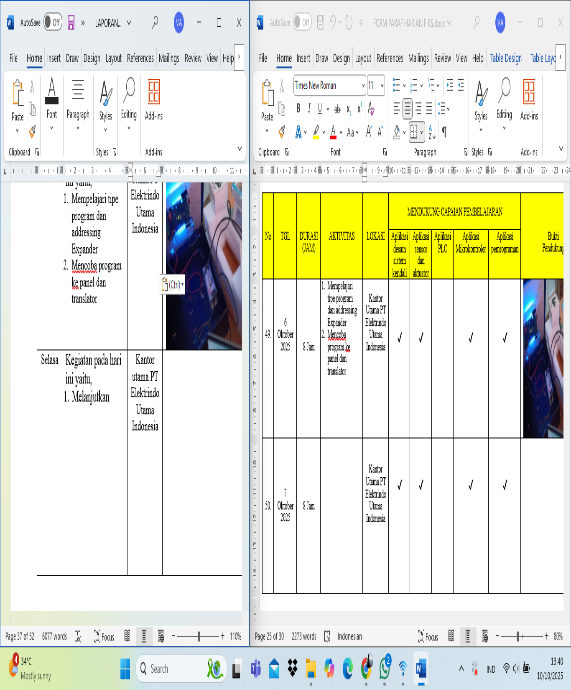 AutoSave Off LAPORAN... VA
File Home Insert Draw Design Layout References Mailings Review View Help
Paste Font Paragraph Styles Editing Add-ins
Clipboard Styles Add-ins
ini yaitu,
1. Mempelajari tipe
program dan
addressing
Expander
2. Mencoba program
ke panel dan
translator
Elektrindo
Utama
Indonesia
(Ctrl)
Selasa
Kegiatan pada hari
ini yaitu,
1. Melanjutkan
Kantor
utama PT
Elektrindo
Utama
Indonesia
Page 37 of 52 6077 words Focus 110%
AutoSave Off FORM PARAF HARIAN FIKS.docx VA
File Home Insert Draw Design Layout References Mailings Review View Help Table Design Table Layo
Paste Times New Roman 11 Styles Editing Add-ins
Clipboard Font Paragraph Styles Add-ins
MENDUKUNG CAPAIAN PEMBELAJARAN
No
TGL
DURASI
(JAM)
AKTIVITAS
LOKASI
Aplikasi
desain
sistem
kendali
Aplikasi
sensor
dan
aktuator
Aplikasi
PLC
Aplikasi
Mikrokontroler
Aplikasi
pemrograman
Bukti
Pendukung
49.
6
Oktober
2025
8 Jam
1. Mempelajari
tipe program
dan addressing
Expander
2. Mencoba
program ke
panel dan
translator
Kantor
Utama PT
Elektrindo
Utama
Indonesia
✓ ✓ ✓ ✓
50.
7
Oktober
2025
8 Jam
Kantor
Utama PT
Elektrindo
Utama
Indonesia
✓ ✓ ✓ ✓
Page 25 of 30 2273 words Indonesian Focus 80%
34°C
Mostly sunny
Search
IND
13:40
10/10/2025